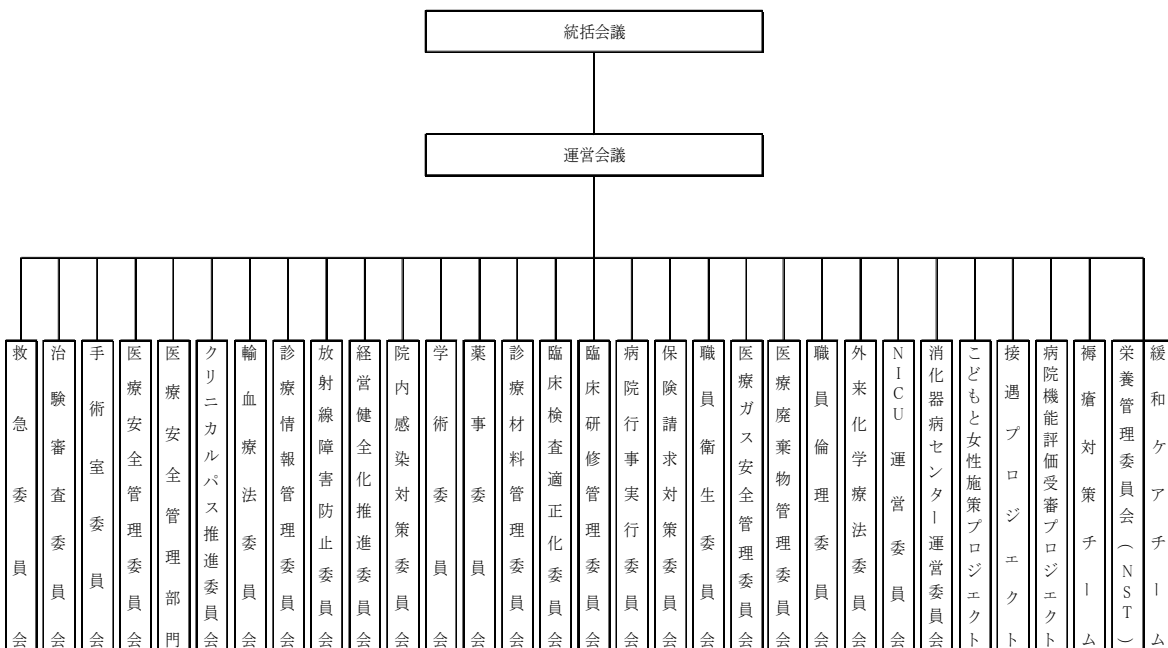 統括会議
運営会議
救急委員会
治験審査委員会
手術室委員会
医療安全管理委員会
医療安全管理部門
クリニカルパス推進委員会
輸血療法委員会
診療情報管理委員会
放射線障害防止委員会
経営健全化推進委員会
院内感染対策委員会
学術委員会
薬事委員会
診療材料管理委員会
臨床検査適正化委員会
臨床研修管理委員会
病院行事実行委員会
保険請求対策委員会
職員衛生委員会
医療ガス安全管理委員会
医療廃棄物管理委員会
職員倫理委員会
外来化学療法委員会
NICU運営委員会
消化器病センター運営委員会
こどもと女性施策プロジェクト
接遇プロジェクト
病院機能評価受審プロジェクト
褥瘡対策チーム
栄養管理委員会(NST)
緩和ケアチーム